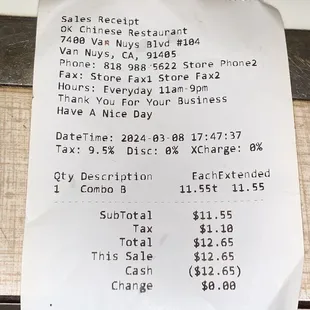 Sales Receipt
OK Chinese Restaurant
7400 Van Nuys Blvd #104
Van Nuys, CA, 91405
Phone: 818 988 5622 Store Phone2
Fax: Store Fax1 Store Fax2
Hours: Everyday 11am-9pm
Thank You For Your Business
Have A Nice Day
DateTime: 2024-03-08 17:47:37
Tax: 9.5% Disc: 0% XCharge: 0%
Qty Description EachExtended
1 Combo B 11.55t 11.55
SubTotal $11.55
Tax $1.10
Total $12.65
This Sale $12.65
Cash ($12.65)
Change $0.00